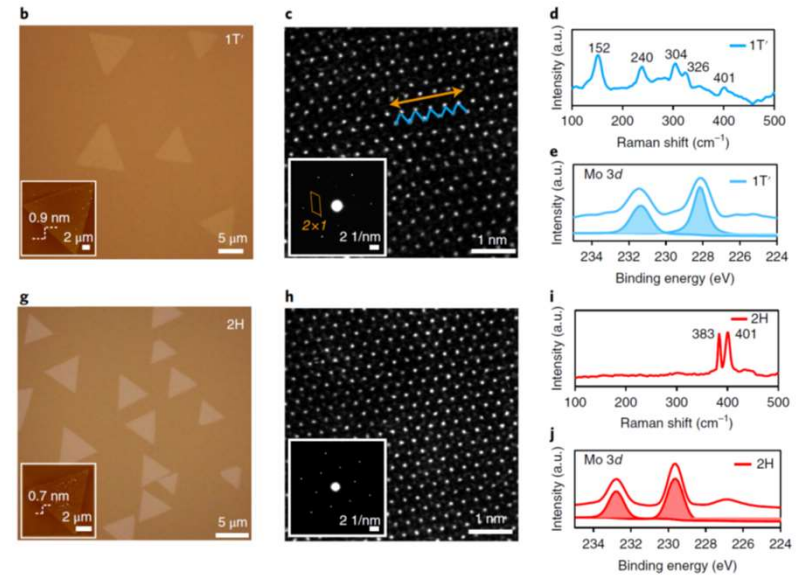 b
1T′
0.9 nm
2 μm
5 μm
c
2×1
2 1/nm
1 nm
d
Intensity (a.u.)
152
240
304
326
401
1T′
100 200 300 400 500
Raman shift (cm⁻¹)
e
Intensity (a.u.)
Mo 3d
1T′
234 232 230 228 226 224
Binding energy (eV)
g
2H
0.7 nm
2 μm
5 μm
h
2 1/nm
1 nm
i
Intensity (a.u.)
2H
383 401
100 200 300 400 500
Raman shift (cm⁻¹)
j
Intensity (a.u.)
Mo 3d
2H
234 232 230 228 226 224
Binding energy (eV)